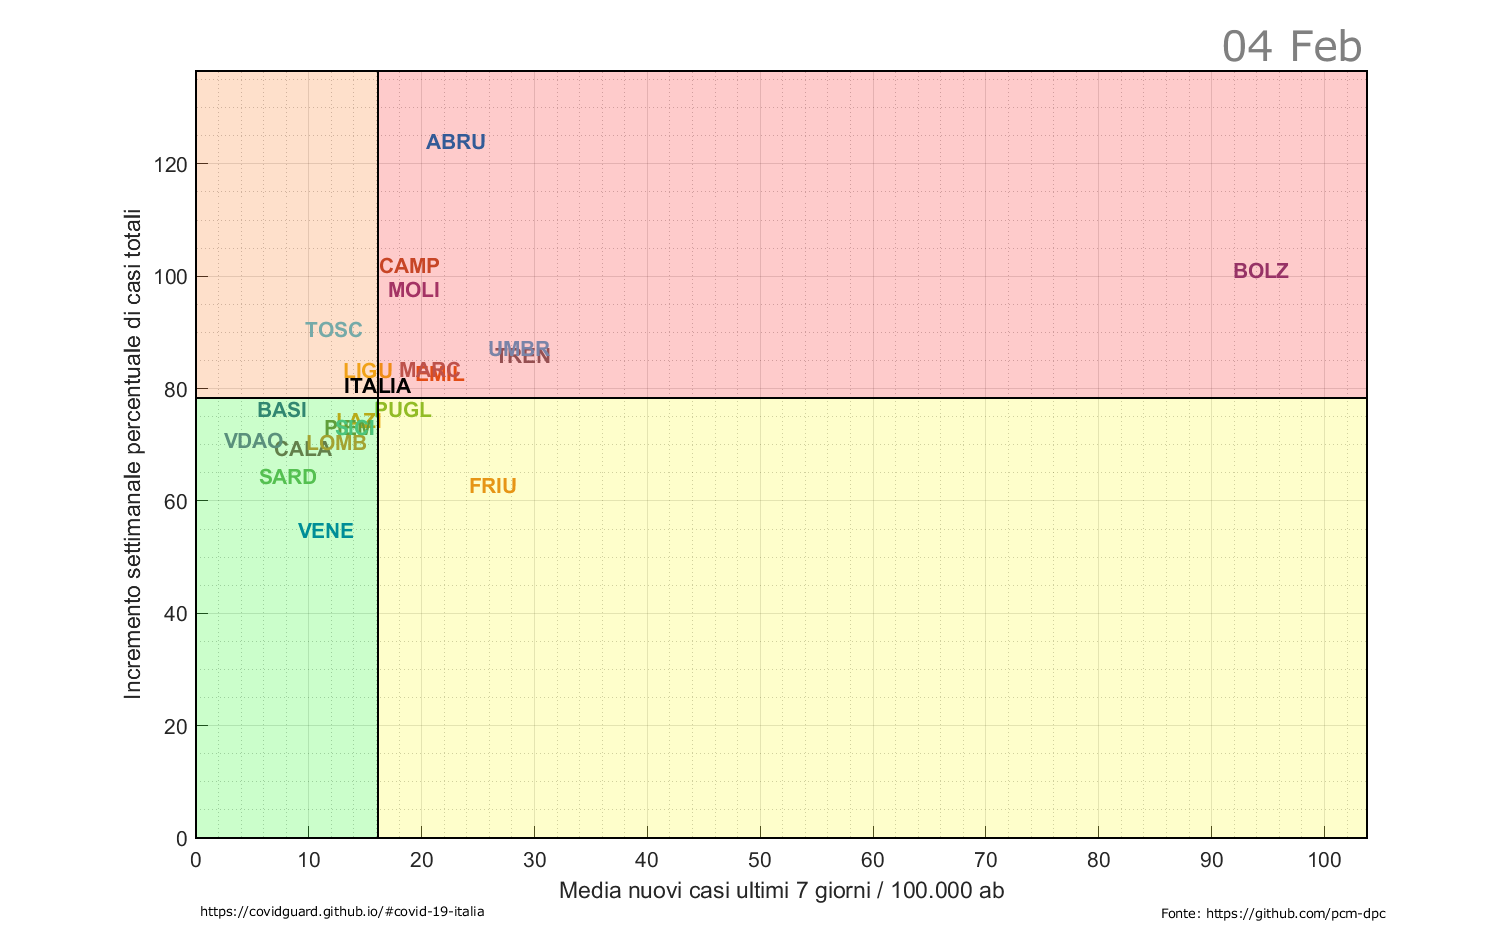 04 Feb
Incremento settimanale percentuale di casi totali
120
100
80
60
40
20
0
ABRU
CAMP
BOLZ
MOLI
TOSC
UMBR
TREN
LIGU
MARC
EMIL
ITALIA
BASI
PUGL
LAZI
VDAO
LOMB
CALA
SARD
FRIU
VENE
0 10 20 30 40 50 60 70 80 90 100
Media nuovi casi ultimi 7 giorni / 100.000 ab
https://covidguard.github.io/#covid-19-italia
Fonte: https://github.com/pcm-dpc